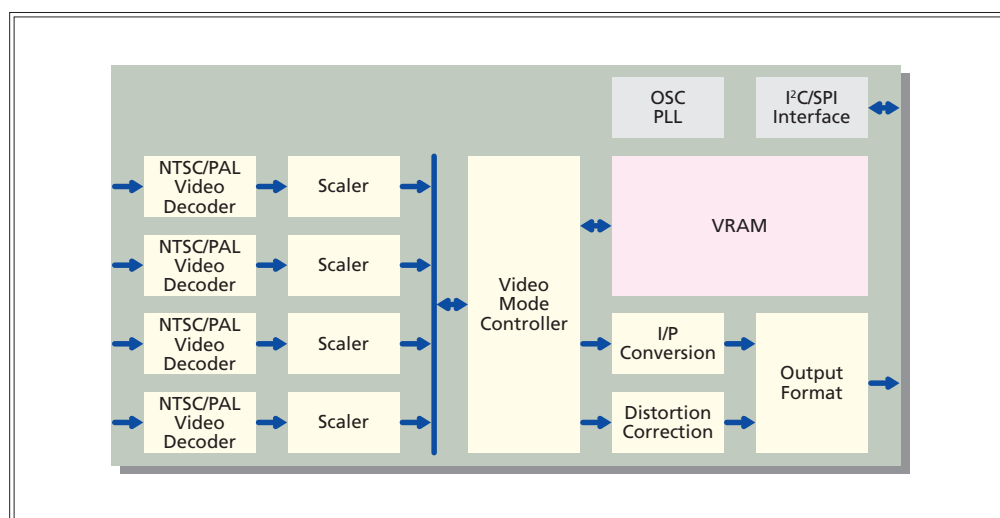 OSC
PLL
I²C/SPI
Interface
NTSC/PAL
Video
Decoder
Scaler
NTSC/PAL
Video
Decoder
Scaler
NTSC/PAL
Video
Decoder
Scaler
NTSC/PAL
Video
Decoder
Scaler
Video
Mode
Controller
VRAM
I/P
Conversion
Distortion
Correction
Output
Format